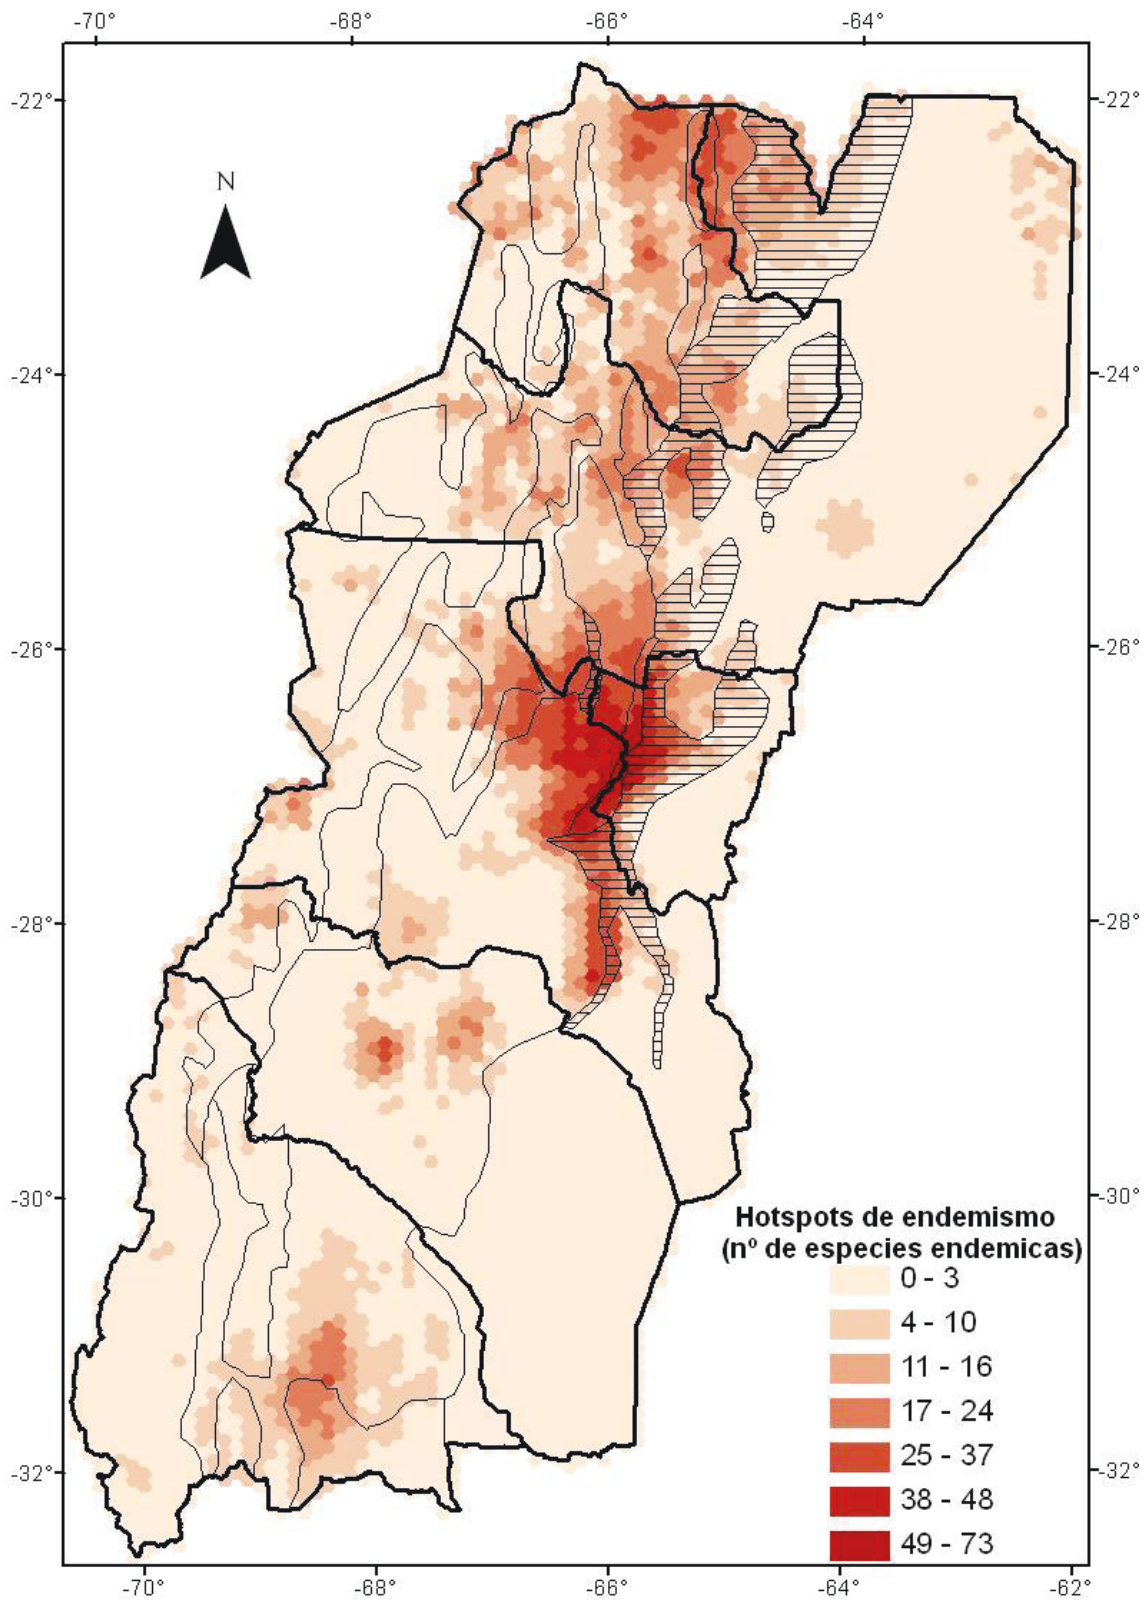 -70° -68° -66° -64°
-22° -22°
N
-24° -24°
-26° -26°
-28° -28°
-30° -30°
Hotspots de endemismo
(nº de especies endemicas)
0 - 3
4 - 10
11 - 16
17 - 24
25 - 37
-32° -32°
38 - 48
49 - 73
-70° -68° -66° -64° -62°